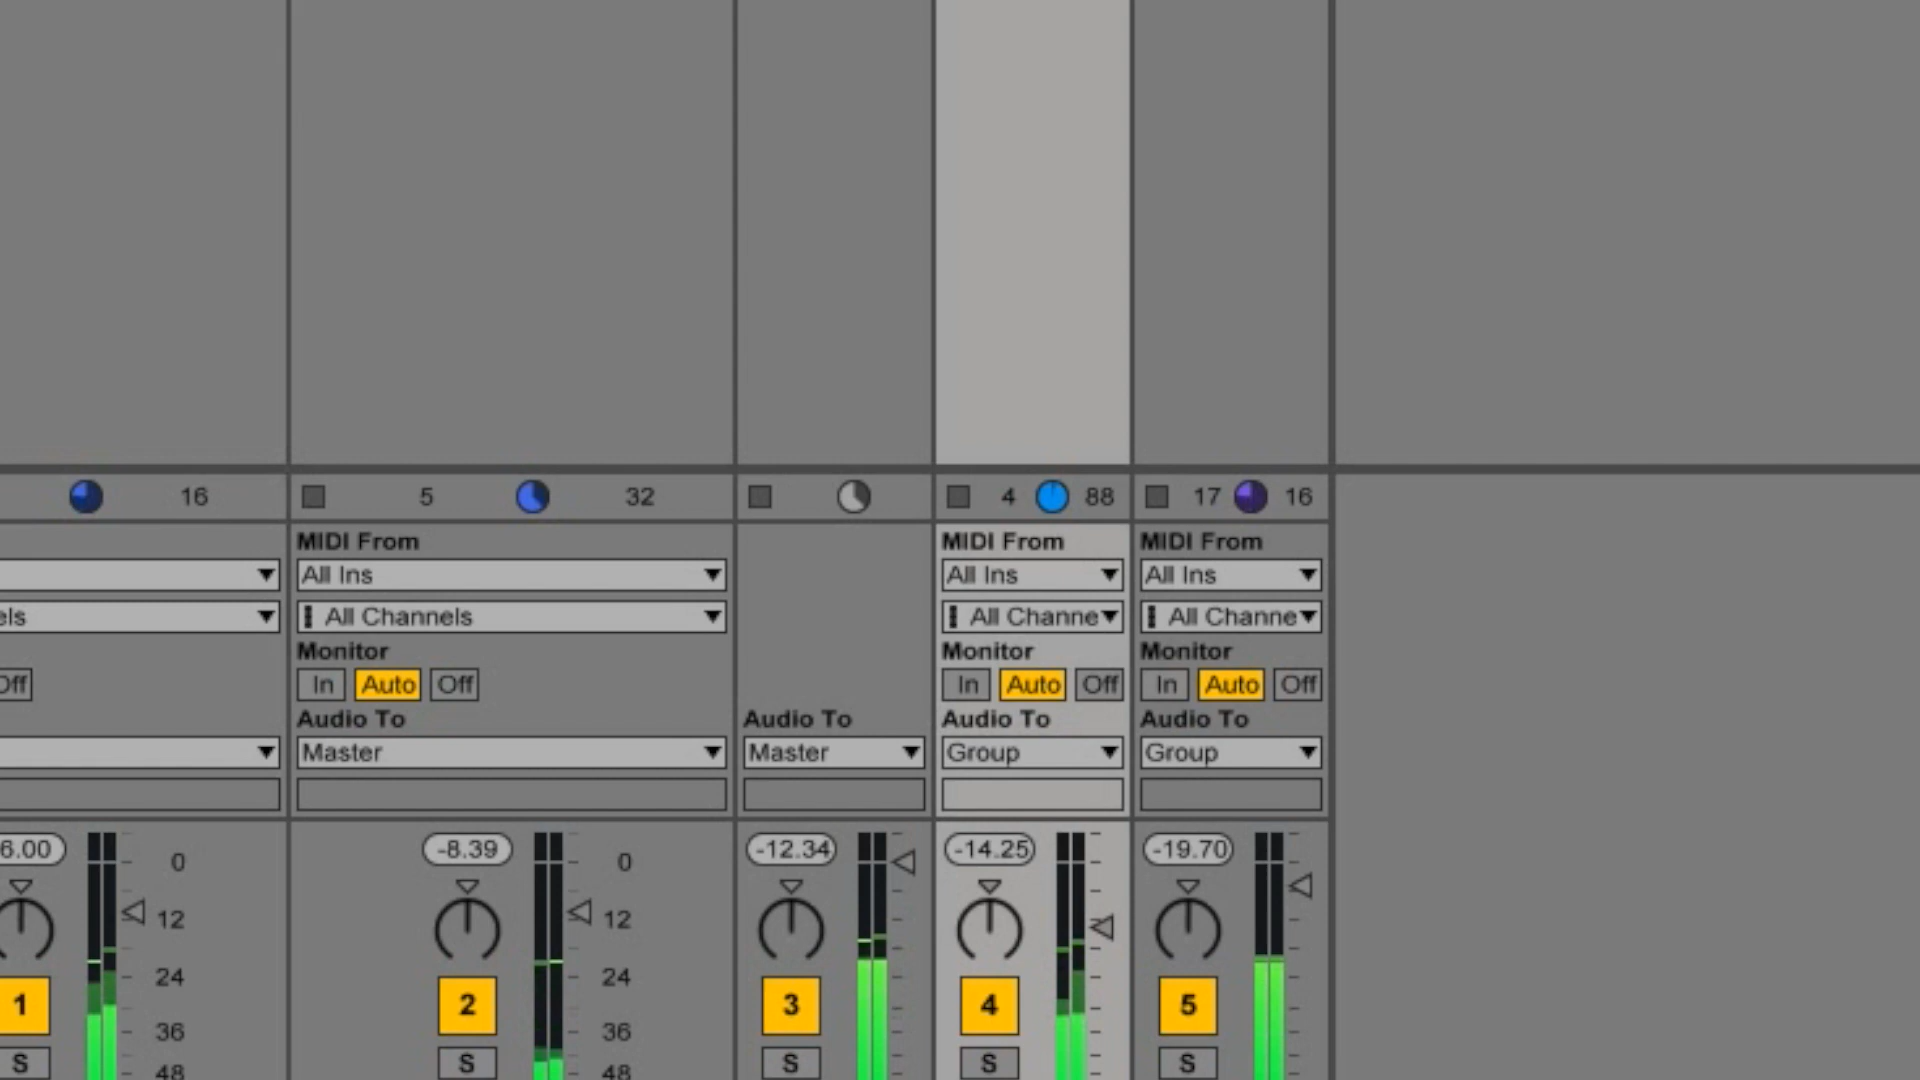 16 5 32 4 88 17 16
MIDI From MIDI From MIDI From
All Ins All Ins All Ins
els All Channels All Channe All Channe
Monitor Monitor Monitor
Off In Auto Off In Auto Off In Auto Off
Audio To Audio To Audio To Audio To
Master Master Group Group
6.00 0 -8.39 0 -12.34 -14.25 -19.70
12 12
24 24
1 2 3 4 5
36 36
S S S S S
48 48